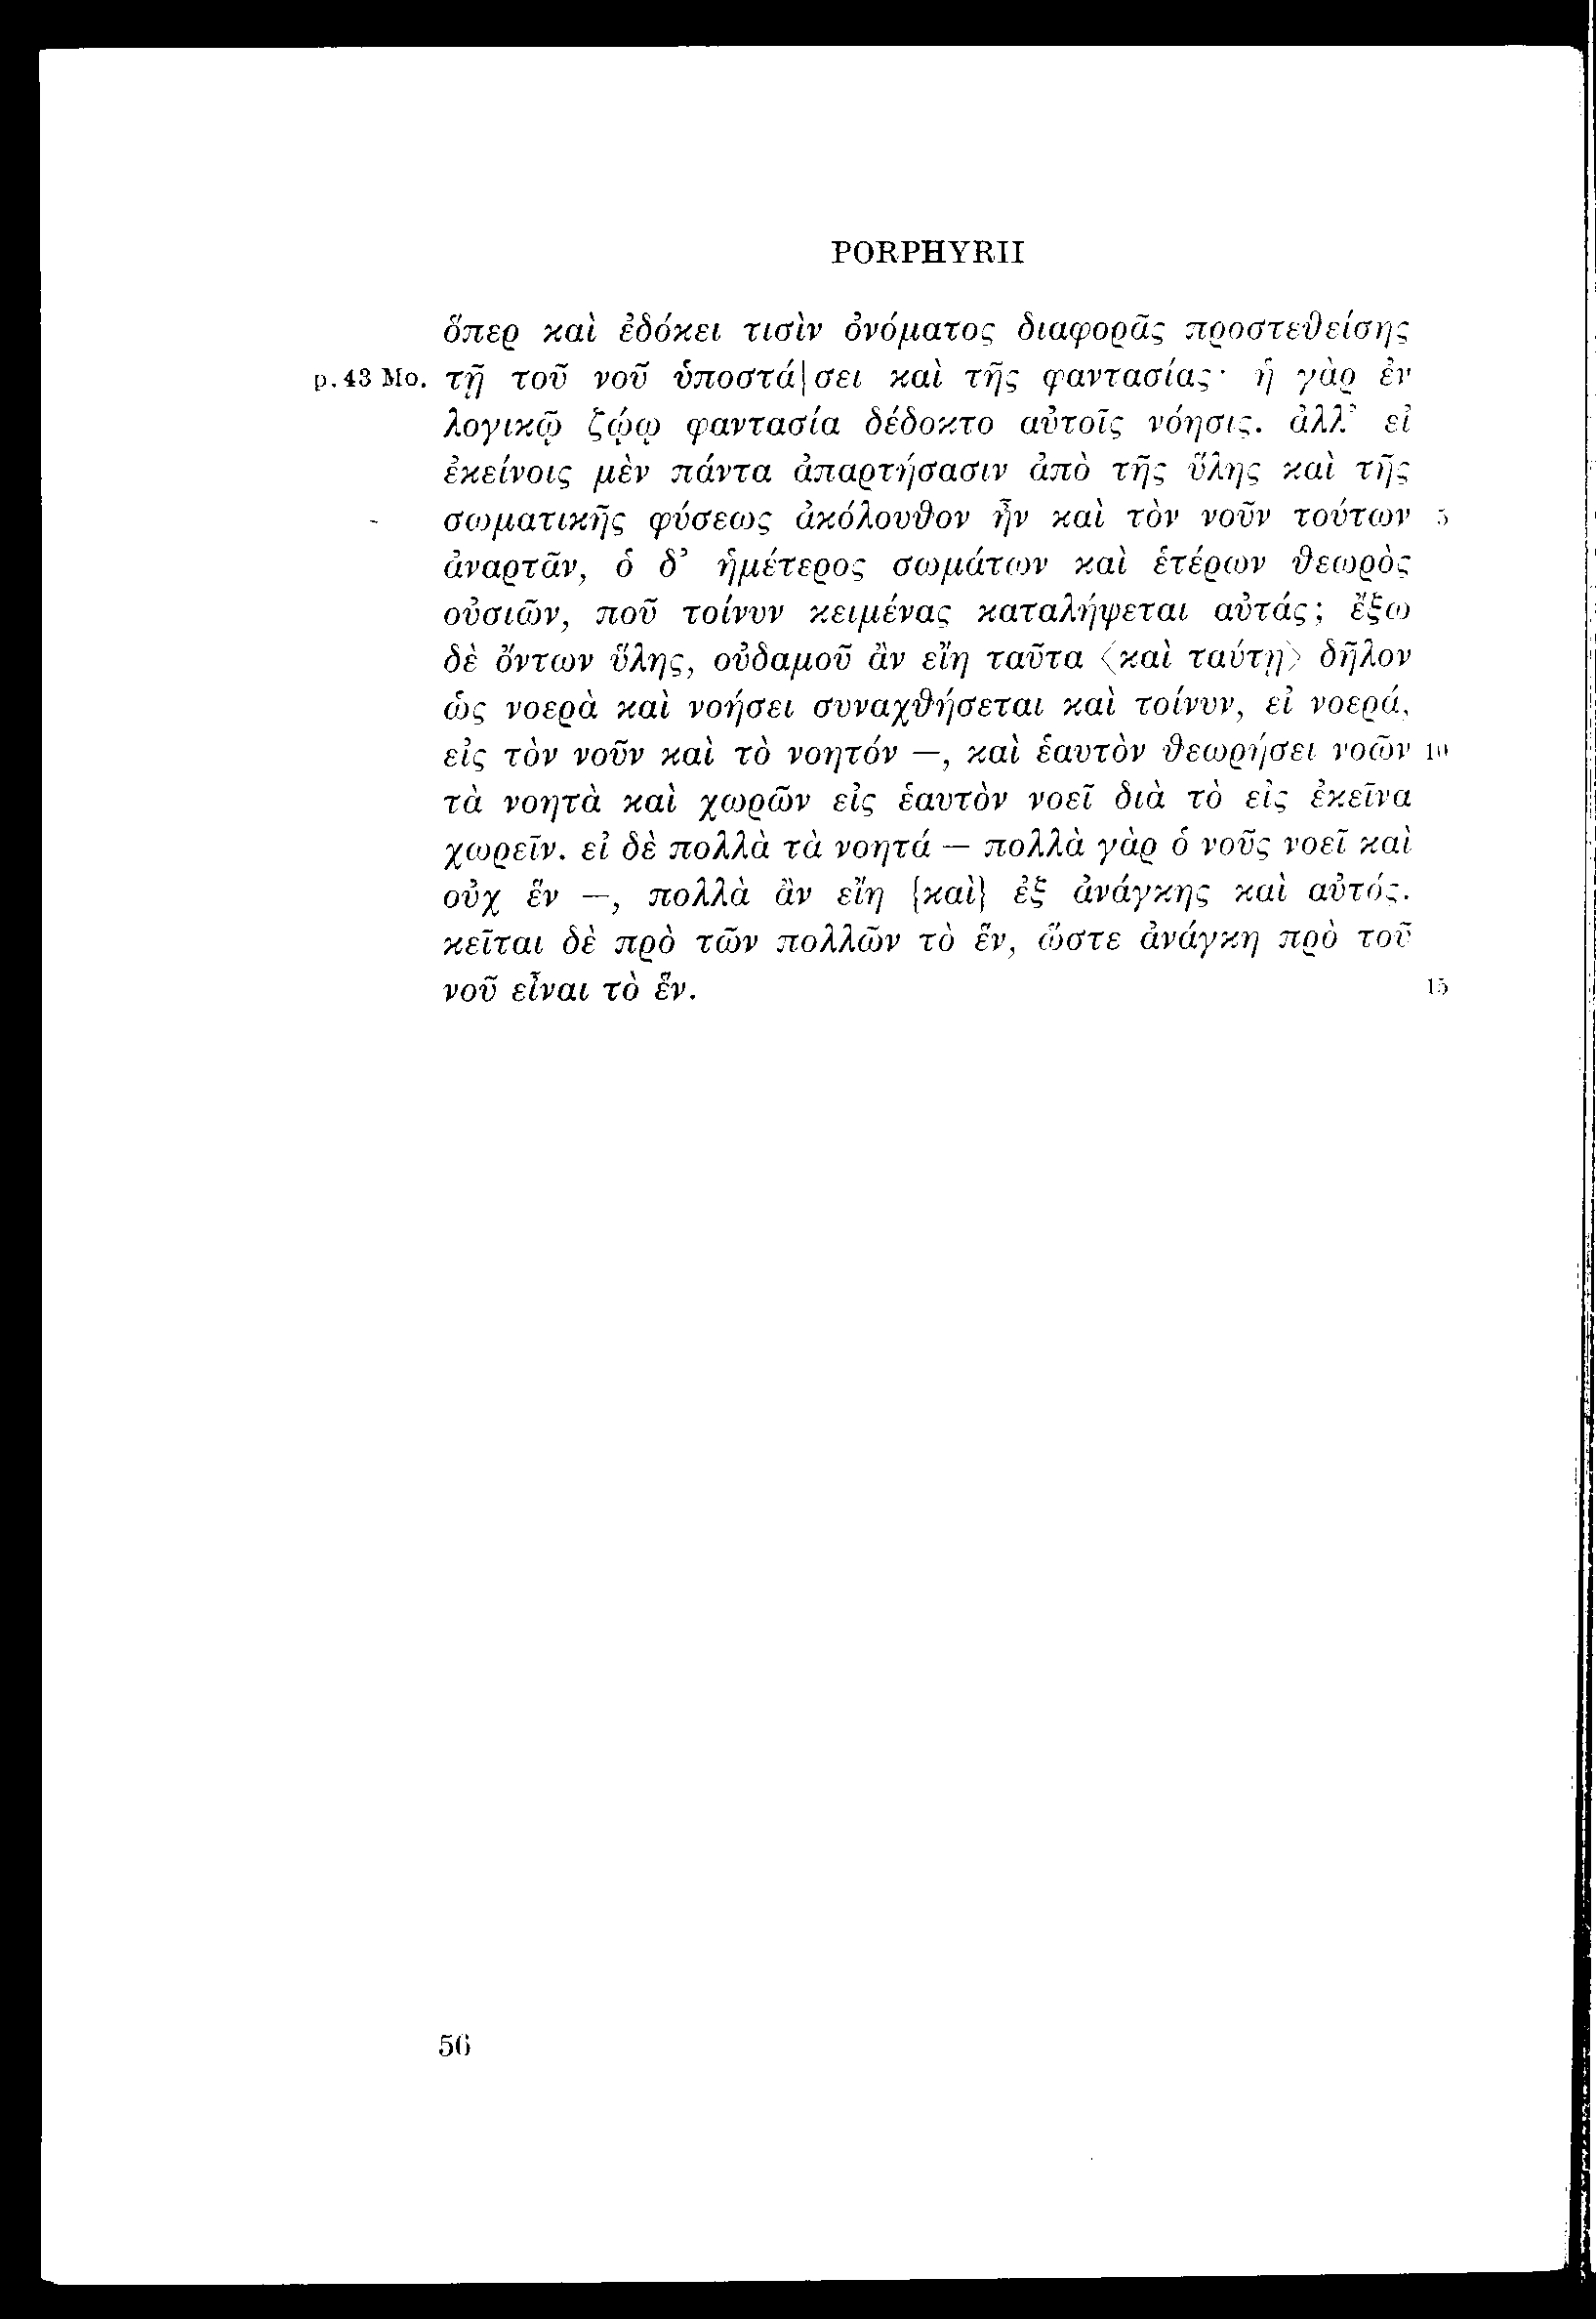 PORPHYRII
ὅπερ καὶ ἐδόκει τισὶν ὀνόματος διαφορᾶς προστεθείσης
p. 43 Mo. τῇ τοῦ νοῦ ὑποστά|σει καὶ τῆς φαντασίας· ἡ γὰρ ἐν
λογικῷ ζῴῳ φαντασία δέδοκτο αὐτοῖς νόησις. ἀλλ’ εἰ
ἐκείνοις μὲν πάντα ἀπαρτήσασιν ἀπὸ τῆς ὕλης καὶ τῆς
σωματικῆς φύσεως ἀκόλουθον ἦν καὶ τὸν νοῦν τούτων 5
ἀναρτᾶν, ὁ δ’ ἡμέτερος σωμάτων καὶ ἑτέρων θεωρὸς
οὐσιῶν, ποῦ τοίνυν κειμένας καταλήψεται αὐτάς; ἔξω
δὲ ὄντων ὕλης, οὐδαμοῦ ἂν εἴη ταῦτα ⟨καὶ ταύτῃ⟩ δῆλον
ὡς νοερὰ καὶ νοήσει συναχθήσεται καὶ τοίνυν, εἰ νοερά,
εἰς τὸν νοῦν καὶ τὸ νοητόν —, καὶ ἑαυτὸν θεωρήσει νοῶν 10
τὰ νοητὰ καὶ χωρῶν εἰς ἑαυτὸν νοεῖ διὰ τὸ εἰς ἐκεῖνα
χωρεῖν. εἰ δὲ πολλὰ τὰ νοητά — πολλὰ γὰρ ὁ νοῦς νοεῖ καὶ
οὐχ ἕν —, πολλὰ ἂν εἴη {καὶ} ἐξ ἀνάγκης καὶ αὐτός.
κεῖται δὲ πρὸ τῶν πολλῶν τὸ ἕν, ὥστε ἀνάγκη πρὸ τοῦ
νοῦ εἶναι τὸ ἕν. 15
56